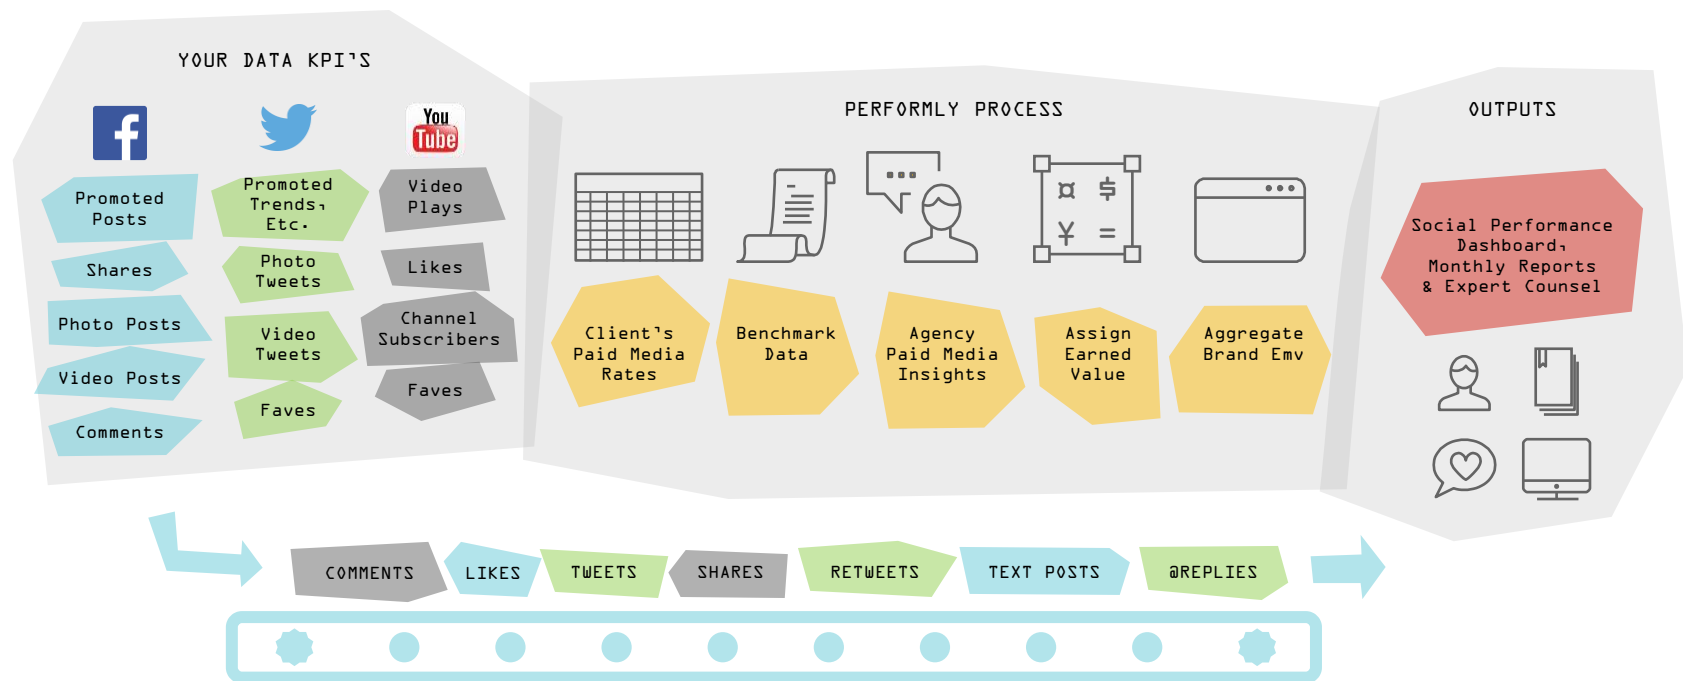 YOUR DATA KPI'S
You
Tube
Promoted
Posts
Shares
Photo Posts
Video Posts
Comments
Promoted
Trends,
Etc.
Photo
Tweets
Video
Tweets
Faves
Video
Plays
Likes
Channel
Subscribers
Faves
PERFORMLY PROCESS
¤ $
¥ =
Client's
Paid Media
Rates
Benchmark
Data
Agency
Paid Media
Insights
Assign
Earned
Value
Aggregate
Brand Emv
OUTPUTS
Social Performance
Dashboard,
Monthly Reports
& Expert Counsel
COMMENTS
LIKES
TWEETS
SHARES
RETWEETS
TEXT POSTS
@REPLIES